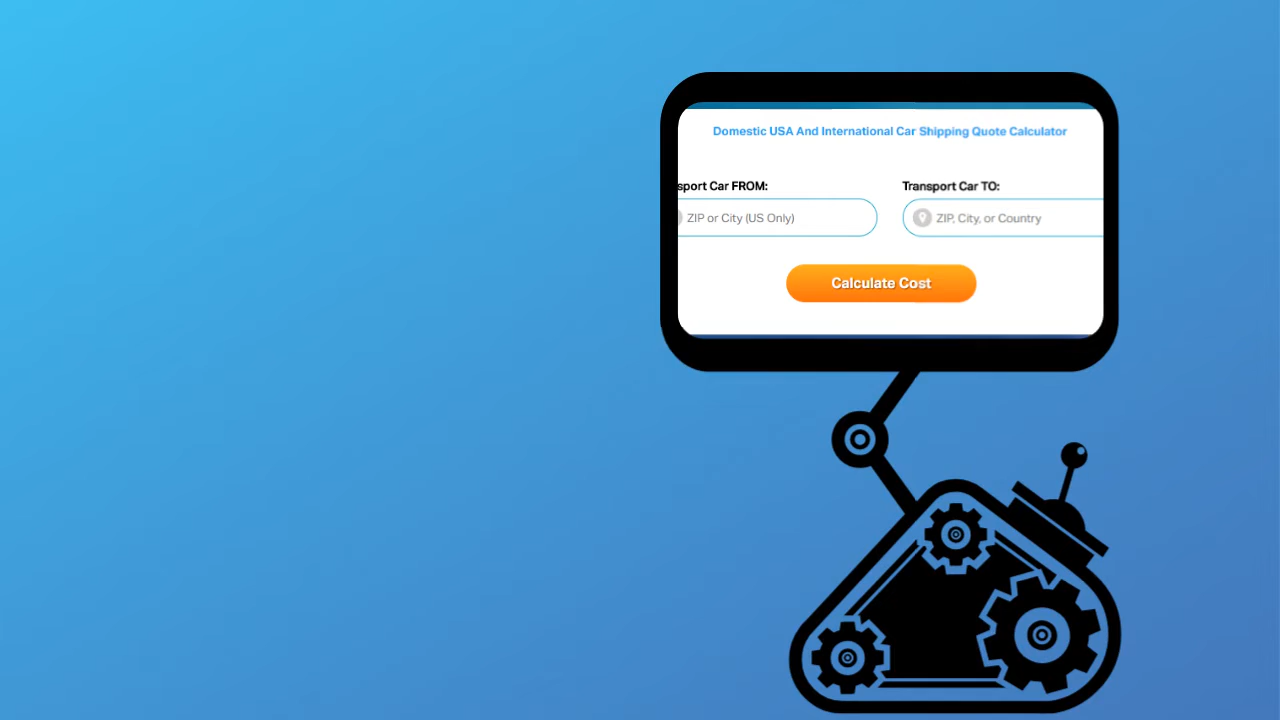 Domestic USA And International Car Shipping Quote Calculator
sport Car FROM:
Transport Car TO:
ZIP or City (US Only)
ZIP, City, or Country
Calculate Cost